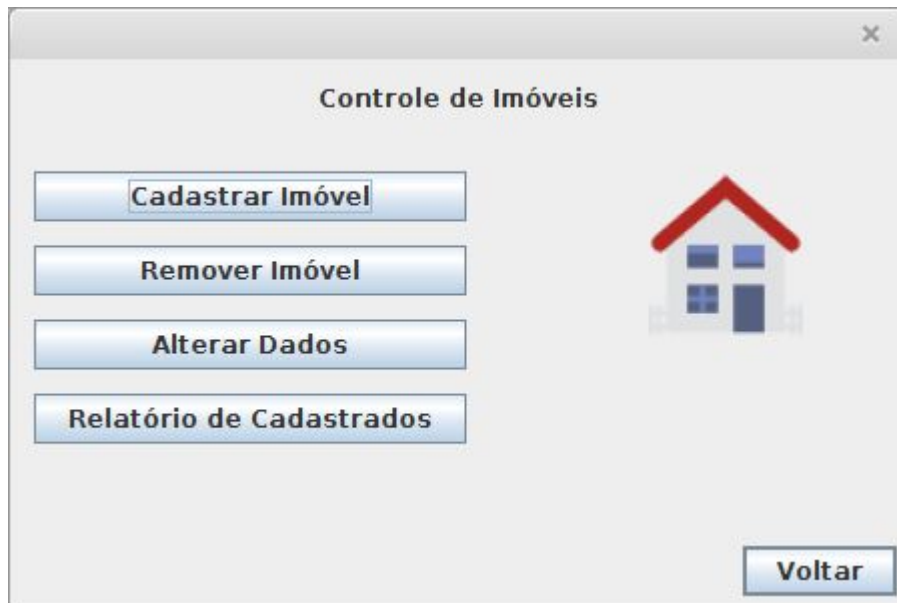 Controle de Imóveis
Cadastrar Imóvel
Remover Imóvel
Alterar Dados
Relatório de Cadastrados
Voltar